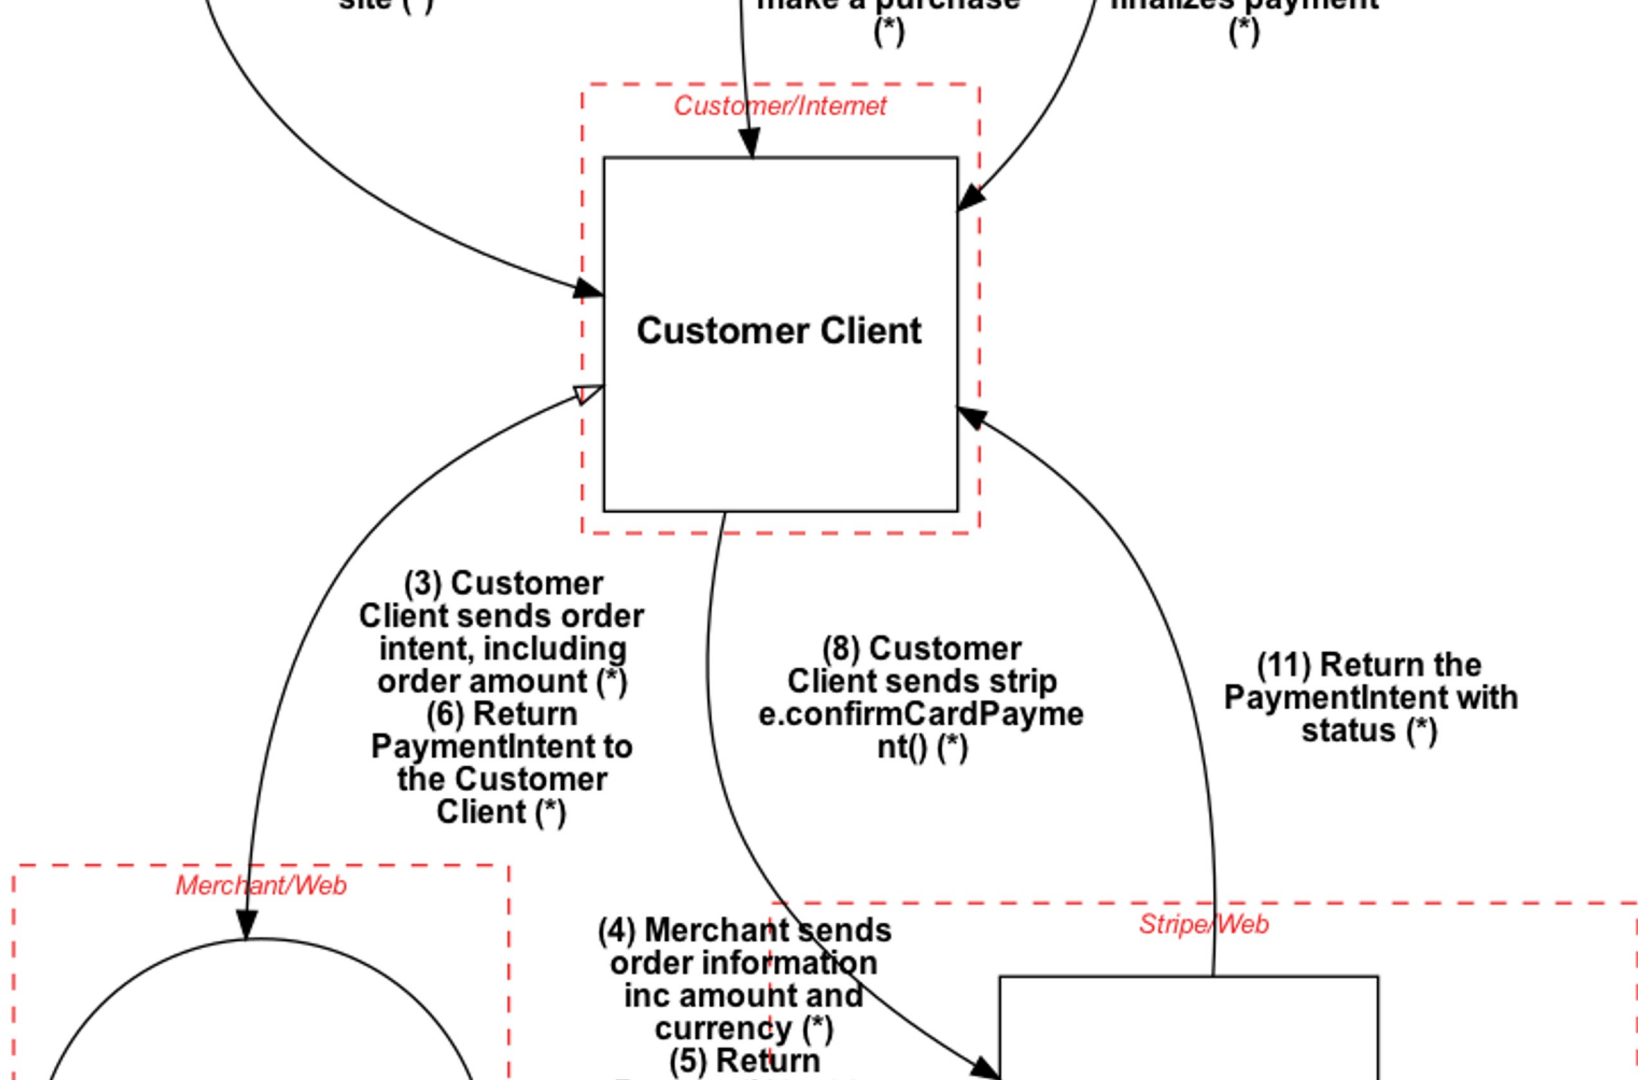 site (*)
make a purchase
(*)
finalizes payment
(*)
Customer/Internet
Customer Client
(3) Customer
Client sends order
intent, including
order amount (*)
(6) Return
PaymentIntent to
the Customer
Client (*)
(8) Customer
Client sends strip
e.confirmCardPayme
nt() (*)
(11) Return the
PaymentIntent with
status (*)
Merchant/Web
Stripe/Web
(4) Merchant sends
order information
inc amount and
currency (*)
(5) Return